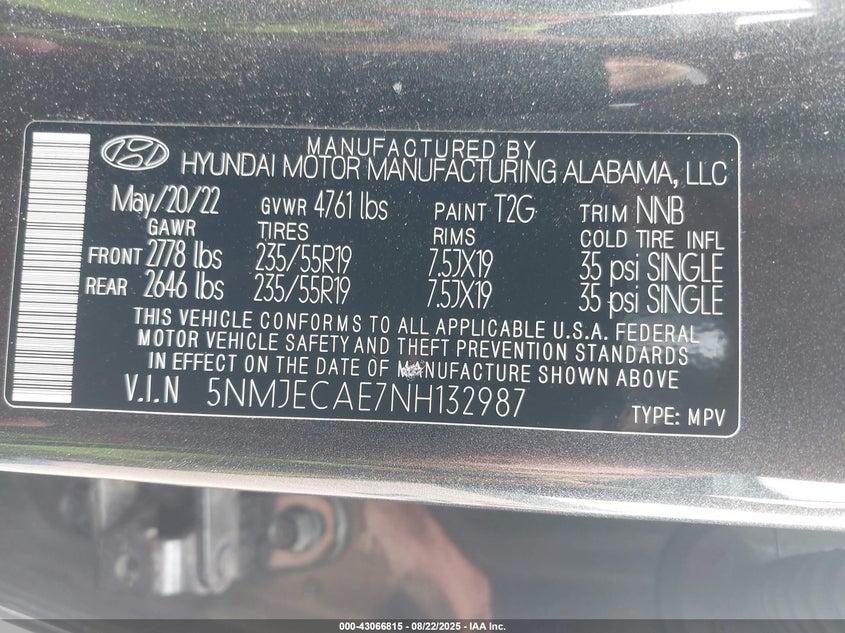 MANUFACTURED BY
HYUNDAI MOTOR MANUFACTURING ALABAMA, LLC
May/20/22 GVWR 4761 lbs PAINT T2G TRIM NNB
GAWR TIRES RIMS COLD TIRE INFL
FRONT 2778 lbs 235/55R19 7.5JX19 35 psi SINGLE
REAR 2646 lbs 235/55R19 7.5JX19 35 psi SINGLE
THIS VEHICLE CONFORMS TO ALL APPLICABLE U.S.A. FEDERAL
MOTOR VEHICLE SAFETY AND THEFT PREVENTION STANDARDS
IN EFFECT ON THE DATE OF MANUFACTURE SHOWN ABOVE
V.I.N 5NMJECAE7NH132987
TYPE: MPV
000-43066815 - 08/22/2025 - IAA Inc.